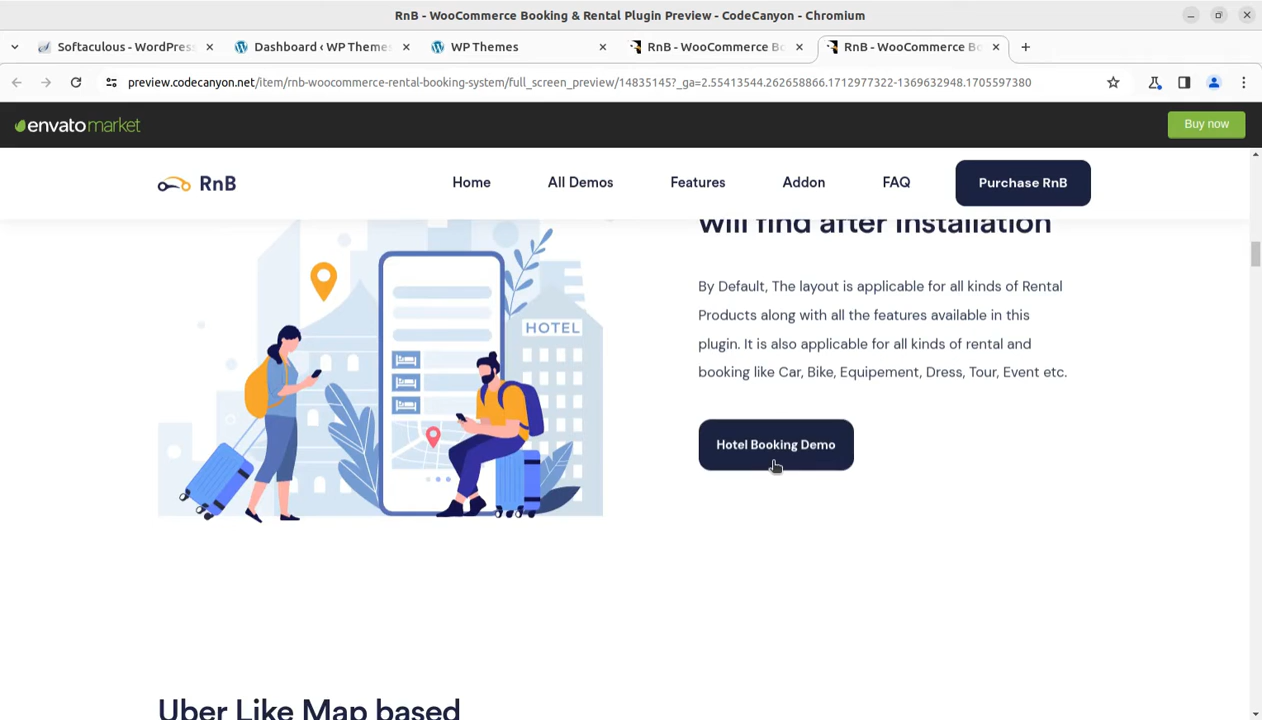 RnB - WooCommerce Booking & Rental Plugin Preview - CodeCanyon - Chromium
Softaculous - WordPres
Dashboard ‹ WP Theme
WP Themes
RnB - WooCommerce Bo
RnB - WooCommerce Bo
preview.codecanyon.net/item/rnb-woocommerce-rental-booking-system/full_screen_preview/14835145?_ga=2.55413544.262658866.1712977322-1369632948.1705597380
envatomarket
Buy now
RnB
Home
All Demos
Features
Addon
FAQ
Purchase RnB
will find after installation
HOTEL
By Default, The layout is applicable for all kinds of Rental
Products along with all the features available in this
plugin. It is also applicable for all kinds of rental and
booking like Car, Bike, Equipement, Dress, Tour, Event etc.
Hotel Booking Demo
Uber Like Map based